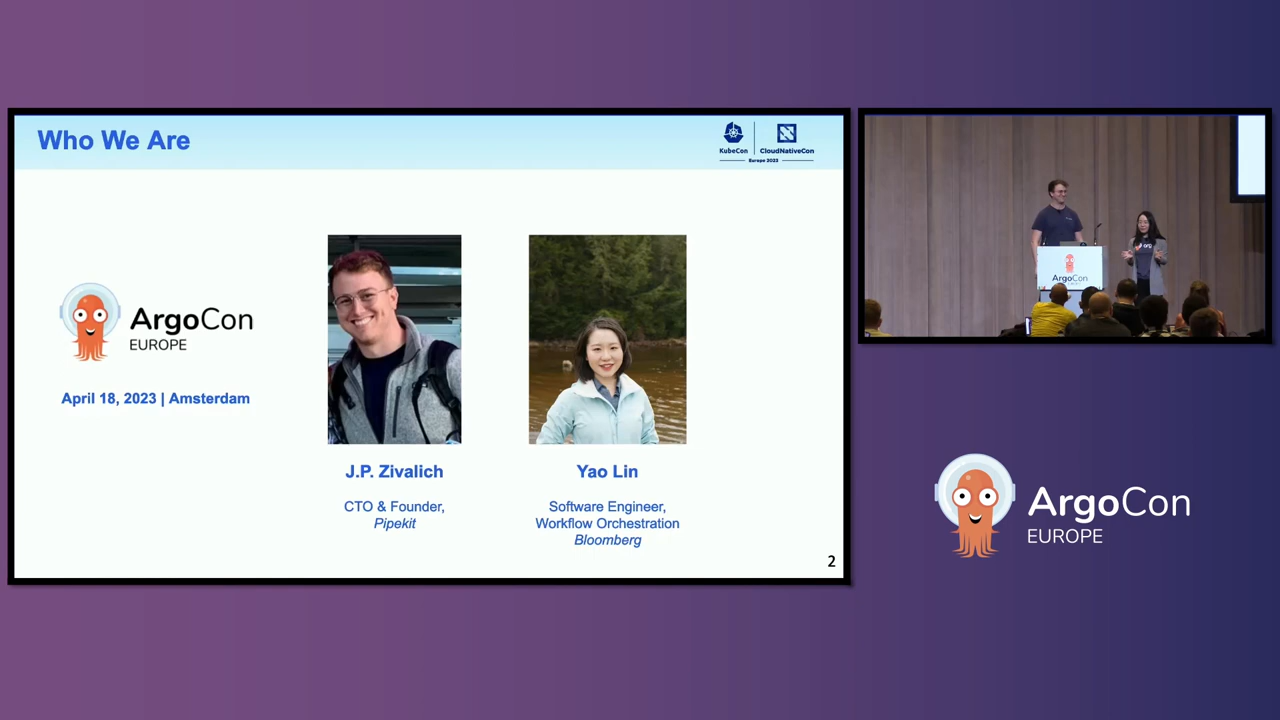 Who We Are
KubeCon
CloudNativeCon
Europe 2023
ArgoCon
EUROPE
April 18, 2023 | Amsterdam
J.P. Zivalich
CTO & Founder,
Pipekit
Yao Lin
Software Engineer,
Workflow Orchestration
Bloomberg
2
ArgoCon
ArgoCon
EUROPE